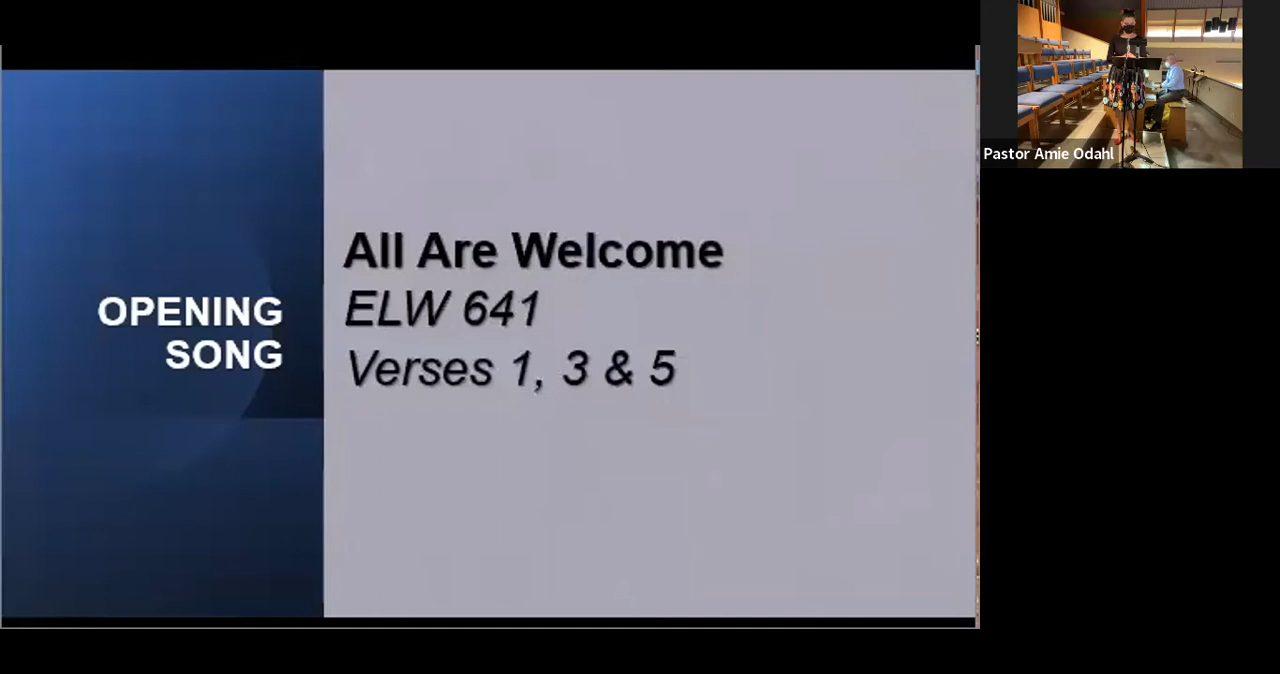 OPENING
SONG
All Are Welcome
ELW 641
Verses 1, 3 & 5
Pastor Amie Odahl